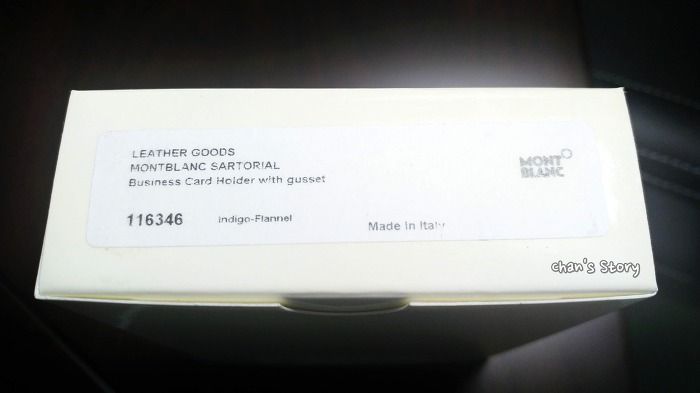 LEATHER GOODS
MONTBLANC SARTORIAL
Business Card Holder with gusset
116346 Indigo-Flannel
Made in Italy
MONT
BLANC
chan's Story